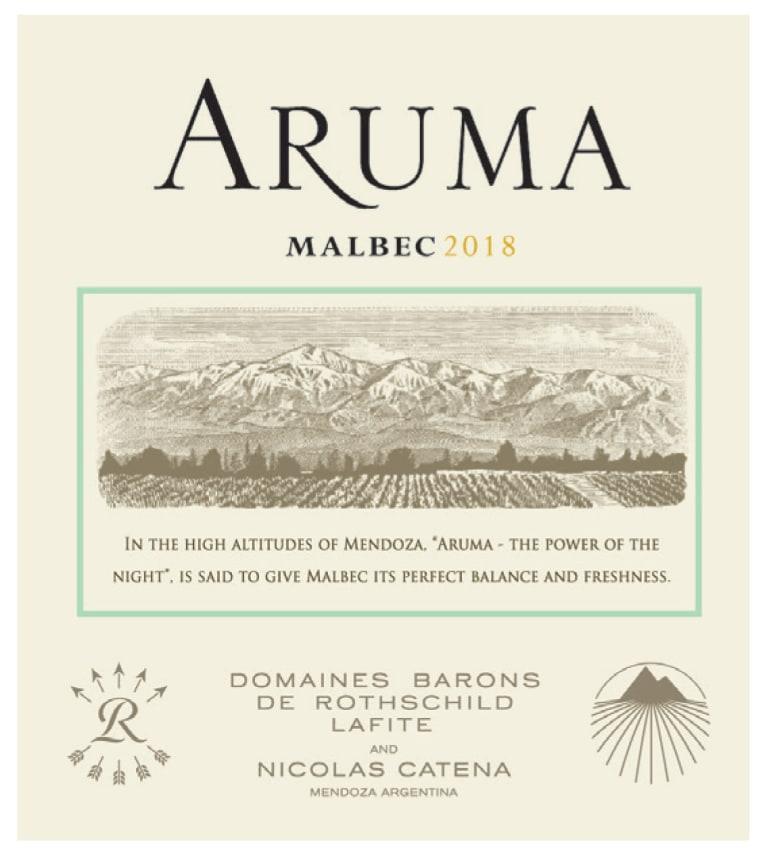 ARUMA
MALBEC 2018
IN THE HIGH ALTITUDES OF MENDOZA, "ARUMA - THE POWER OF THE
NIGHT", IS SAID TO GIVE MALBEC ITS PERFECT BALANCE AND FRESHNESS.
R
DOMAINES BARONS
DE ROTHSCHILD
LAFITE
AND
NICOLAS CATENA
MENDOZA ARGENTINA